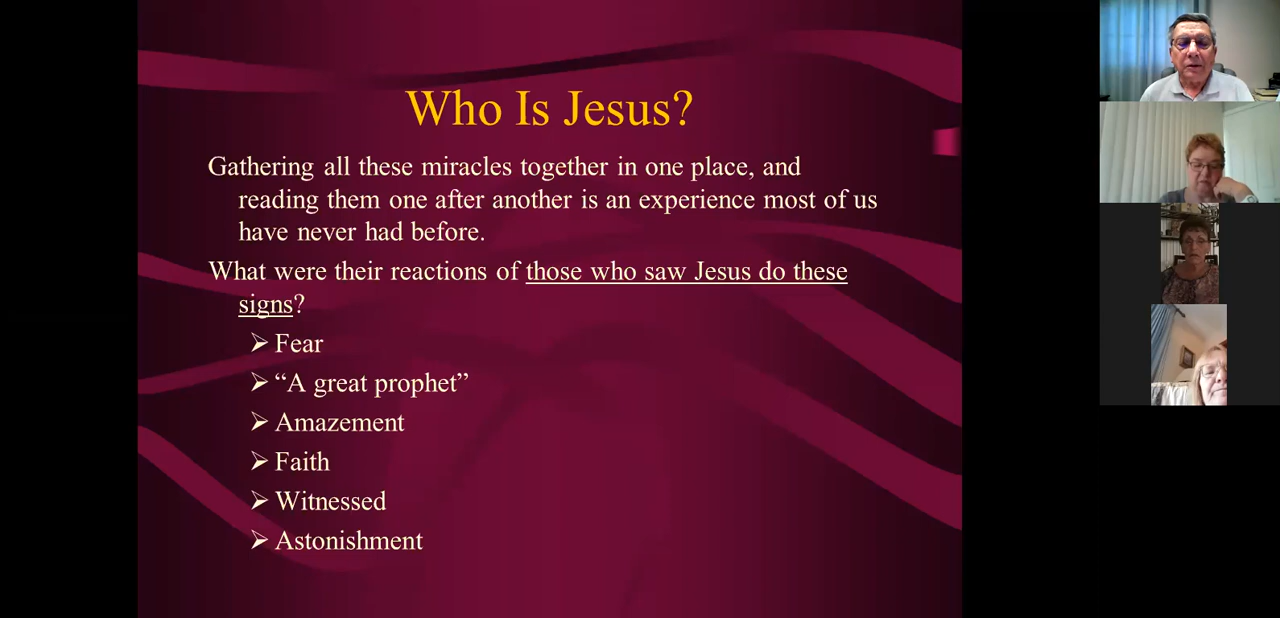 Who Is Jesus?
Gathering all these miracles together in one place, and
reading them one after another is an experience most of us
have never had before.
What were their reactions of those who saw Jesus do these
signs?
➢ Fear
➢ “A great prophet”
➢ Amazement
➢ Faith
➢ Witnessed
➢ Astonishment